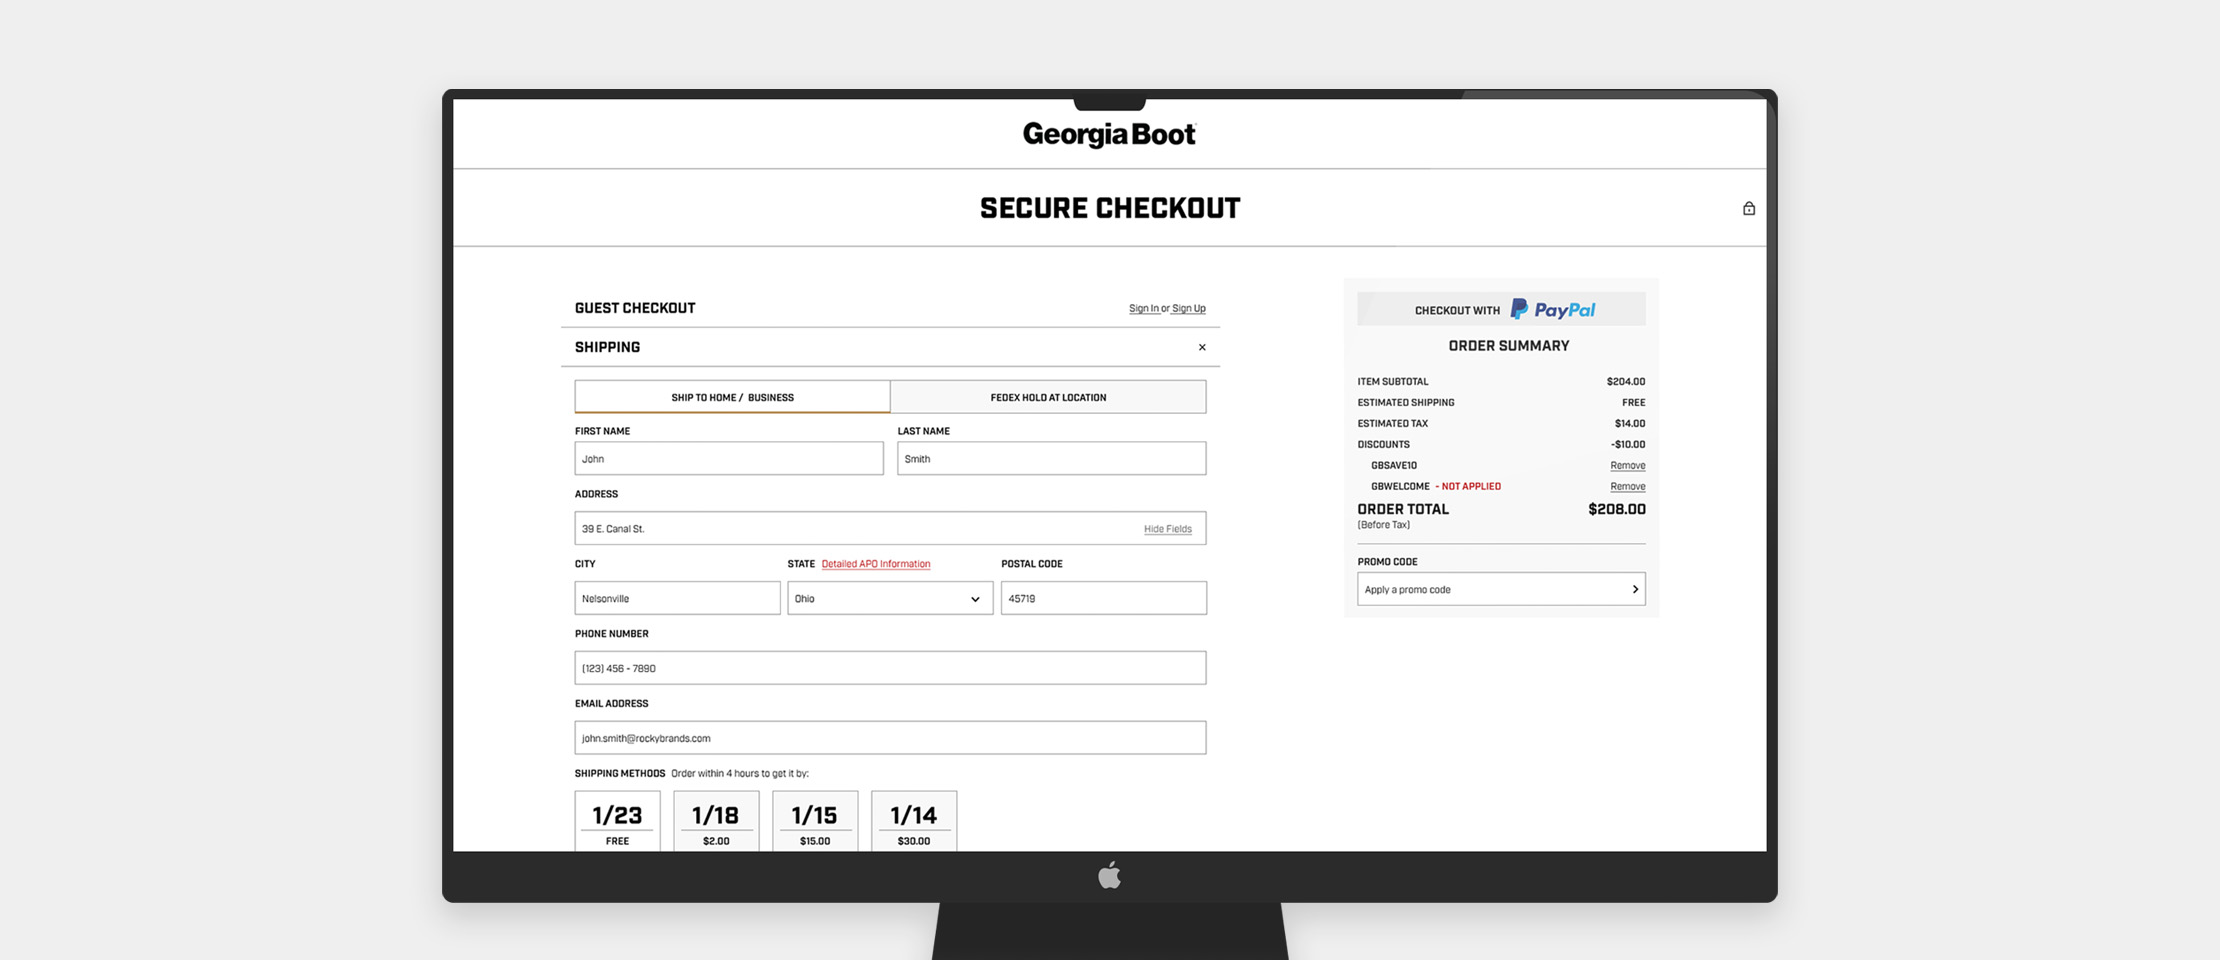 Georgia Boot
SECURE CHECKOUT
GUEST CHECKOUT
Sign In or Sign Up
SHIPPING
SHIP TO HOME / BUSINESS
FEDEX HOLD AT LOCATION
FIRST NAME
LAST NAME
John
Smith
ADDRESS
39 E. Canal St.
Hide Fields
CITY
STATE Detailed APO Information
POSTAL CODE
Nelsonville
Ohio
45719
PHONE NUMBER
(123) 456 - 7890
EMAIL ADDRESS
john.smith@rockybrands.com
SHIPPING METHODS Order within 4 hours to get it by:
1/23
FREE
1/18
$2.00
1/15
$15.00
1/14
$30.00
CHECKOUT WITH PayPal
ORDER SUMMARY
ITEM SUBTOTAL $204.00
ESTIMATED SHIPPING FREE
ESTIMATED TAX $14.00
DISCOUNTS -$10.00
GBSAVE10 Remove
GBWELCOME - NOT APPLIED Remove
ORDER TOTAL $208.00
(Before Tax)
PROMO CODE
Apply a promo code